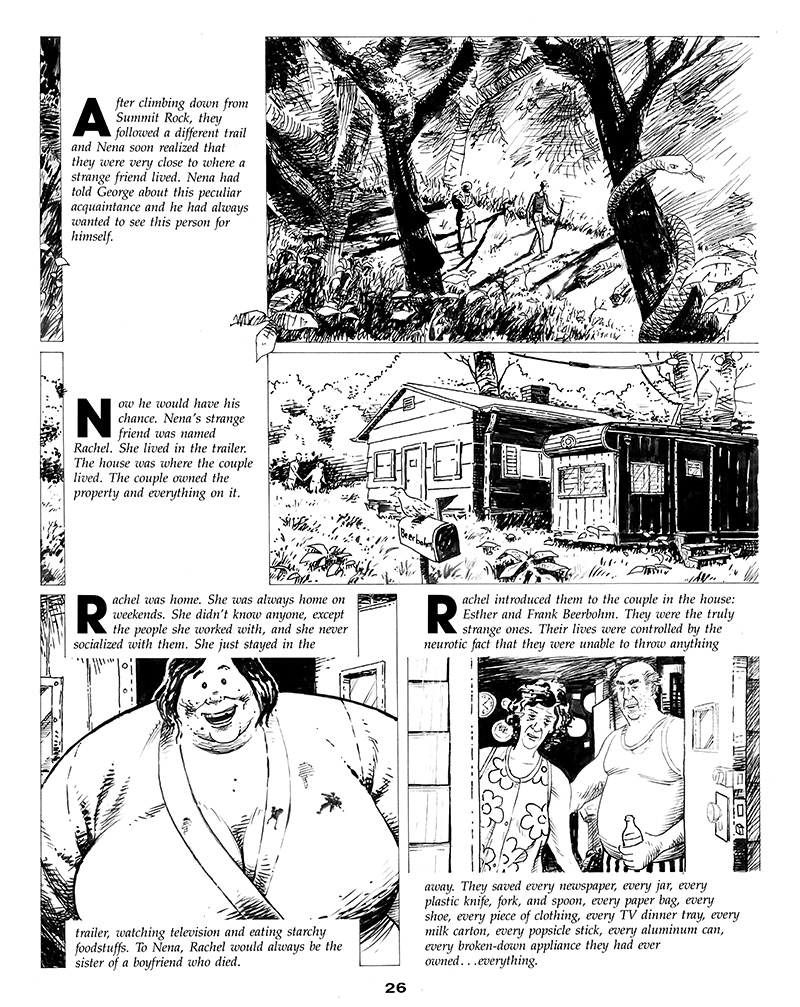 After climbing down from
Summit Rock, they
followed a different trail
and Nena soon realized that
they were very close to where a
strange friend lived. Nena had
told George about this peculiar
acquaintance and he had always
wanted to see this person for
himself.
Now he would have his
chance. Nena's strange
friend was named
Rachel. She lived in the trailer.
The house was where the couple
lived. The couple owned the
property and everything on it.
Beerbohm
Rachel was home. She was always home on
weekends. She didn't know anyone, except
the people she worked with, and she never
socialized with them. She just stayed in the
trailer, watching television and eating starchy
foodstuffs. To Nena, Rachel would always be the
sister of a boyfriend who died.
Rachel introduced them to the couple in the house:
Esther and Frank Beerbohm. They were the truly
strange ones. Their lives were controlled by the
neurotic fact that they were unable to throw anything
away. They saved every newspaper, every jar, every
plastic knife, fork, and spoon, every paper bag, every
shoe, every piece of clothing, every TV dinner tray, every
milk carton, every popsicle stick, every aluminum can,
every broken-down appliance they had ever
owned...everything.
26